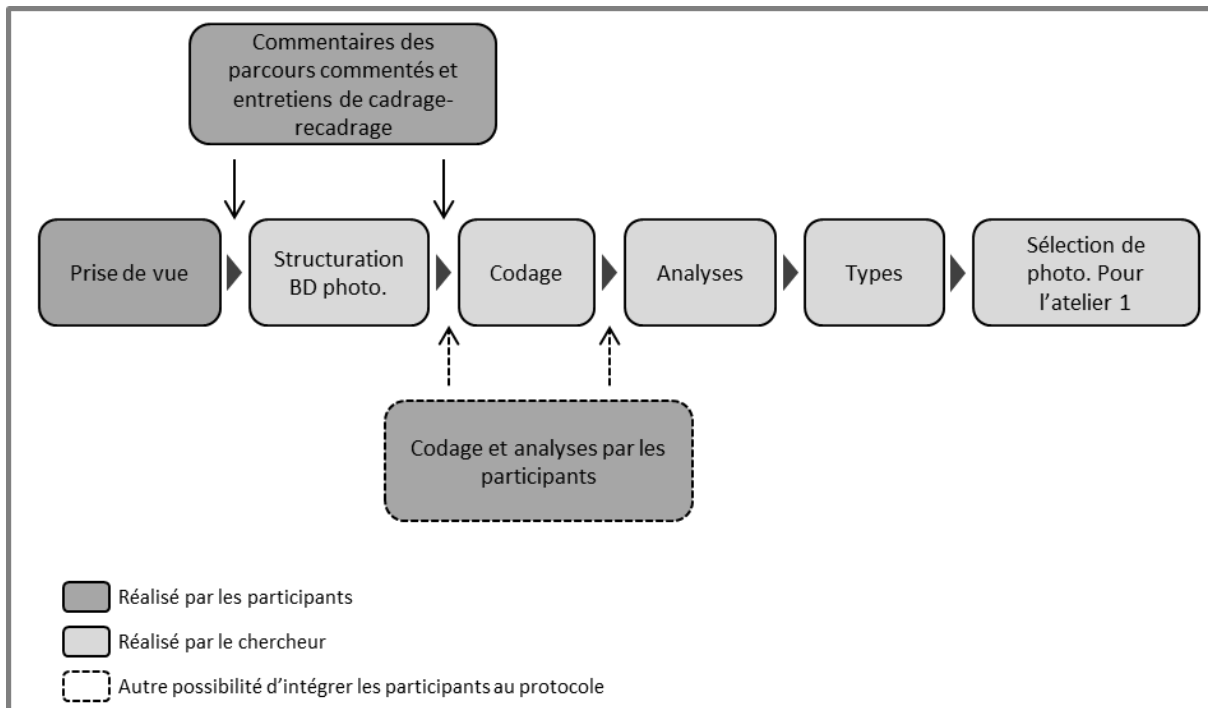 Commentaires des
parcours commentés et
entretiens de cadrage-
recadrage
Prise de vue
Structuration
BD photo.
Codage
Analyses
Types
Sélection de
photo. Pour
l’atelier 1
Codage et analyses par les
participants
Réalisé par les participants
Réalisé par le chercheur
Autre possibilité d’intégrer les participants au protocole